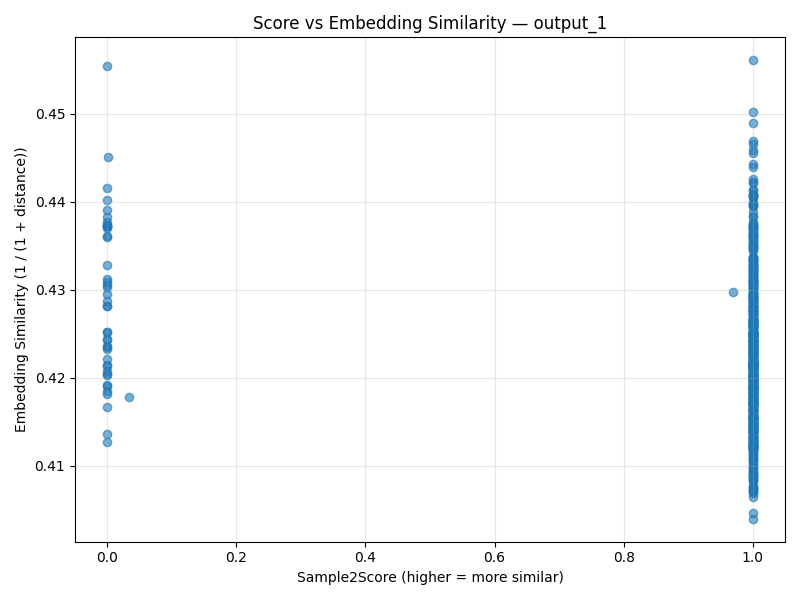 Score vs Embedding Similarity — output_1
Embedding Similarity (1 / (1 + distance))
0.45
0.44
0.43
0.42
0.41
0.0 0.2 0.4 0.6 0.8 1.0
Sample2Score (higher = more similar)